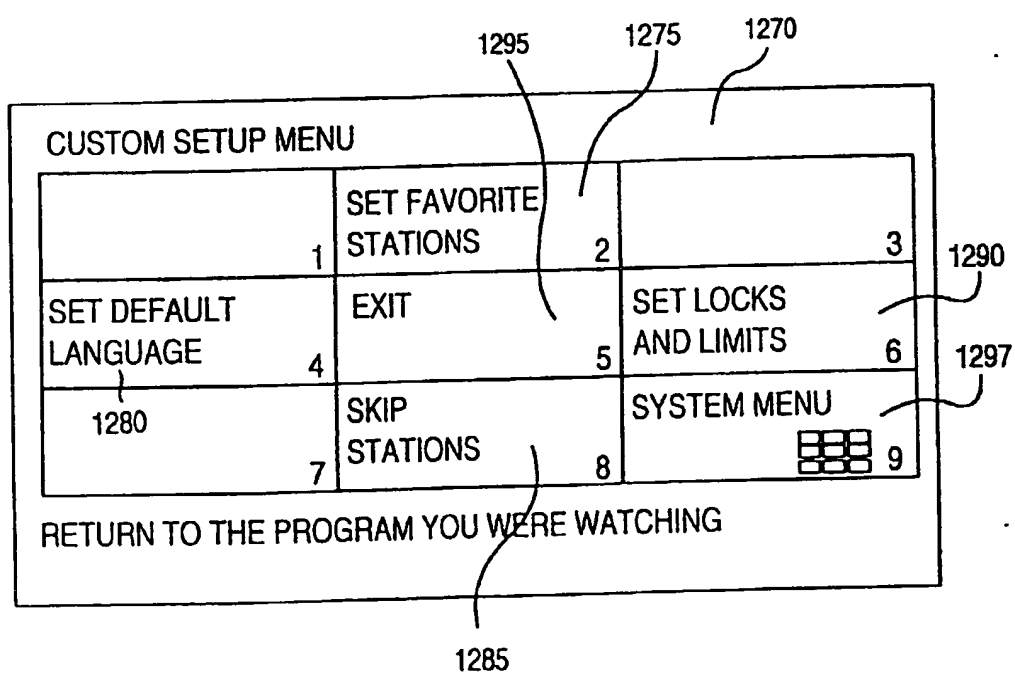 1295
1275
1270
CUSTOM SETUP MENU
1
SET FAVORITE
STATIONS
2
3
1290
SET DEFAULT
LANGUAGE
4
EXIT
5
SET LOCKS
AND LIMITS
6
1297
1280
7
SKIP
STATIONS
8
SYSTEM MENU
9
RETURN TO THE PROGRAM YOU WERE WATCHING
1285